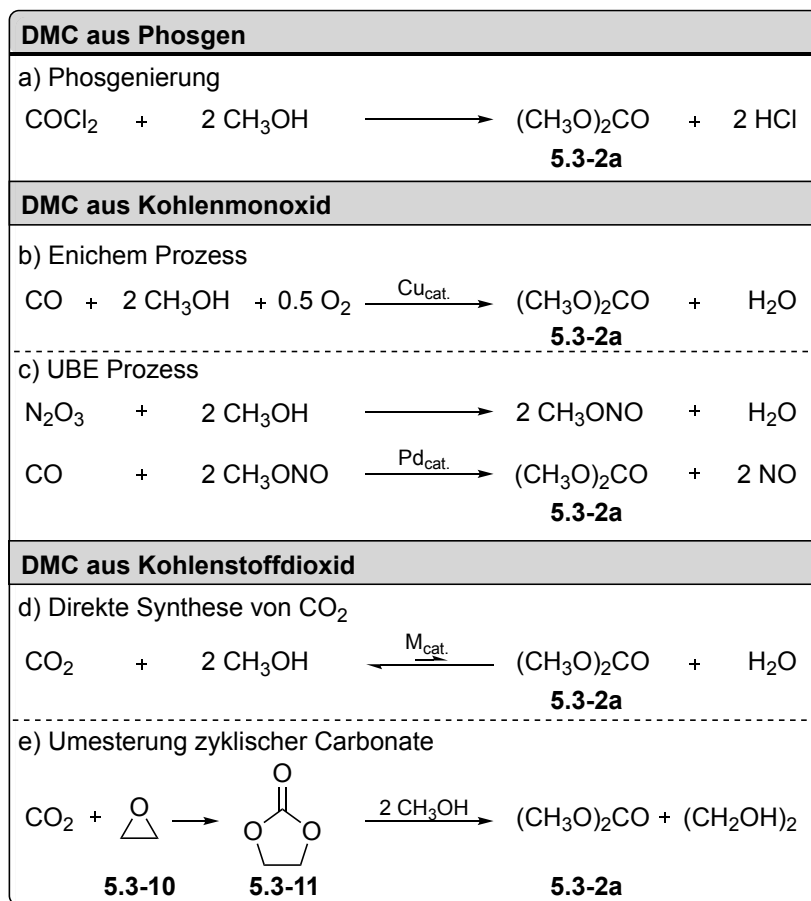 DMC aus Phosgen
a) Phosgenierung
COCl₂ + 2 CH₃OH (CH₃O)₂CO + 2 HCl
5.3-2a
DMC aus Kohlenmonoxid
b) Enichem Prozess
CO + 2 CH₃OH + 0.5 O₂ Cu_cat. (CH₃O)₂CO + H₂O
5.3-2a
c) UBE Prozess
N₂O₃ + 2 CH₃OH 2 CH₃ONO + H₂O
CO + 2 CH₃ONO Pd_cat. (CH₃O)₂CO + 2 NO
5.3-2a
DMC aus Kohlenstoffdioxid
d) Direkte Synthese von CO₂
CO₂ + 2 CH₃OH M_cat. (CH₃O)₂CO + H₂O
5.3-2a
e) Umesterung zyklischer Carbonate
CO₂ + O O O O 2 CH₃OH (CH₃O)₂CO + (CH₂OH)₂
5.3-10 5.3-11 5.3-2a